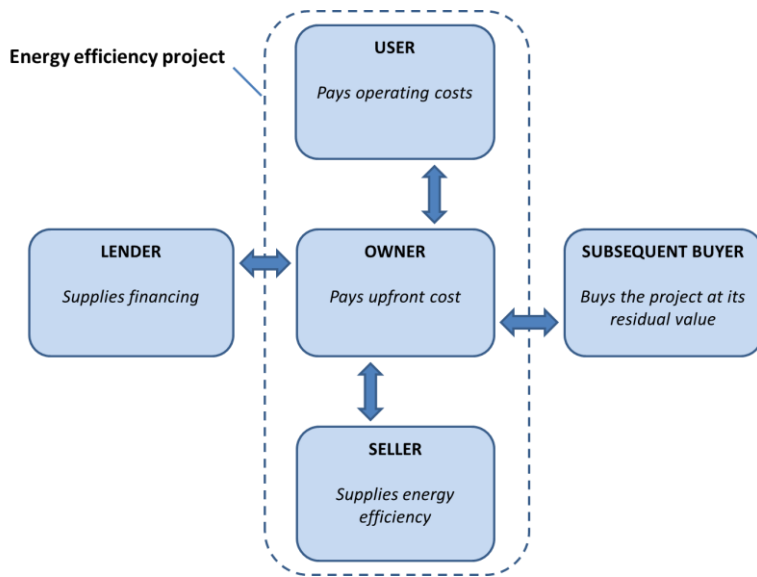 USER
Energy efficiency project
Pays operating costs
LENDER
Supplies financing
OWNER
Pays upfront cost
SUBSEQUENT BUYER
Buys the project at its
residual value
SELLER
Supplies energy
efficiency